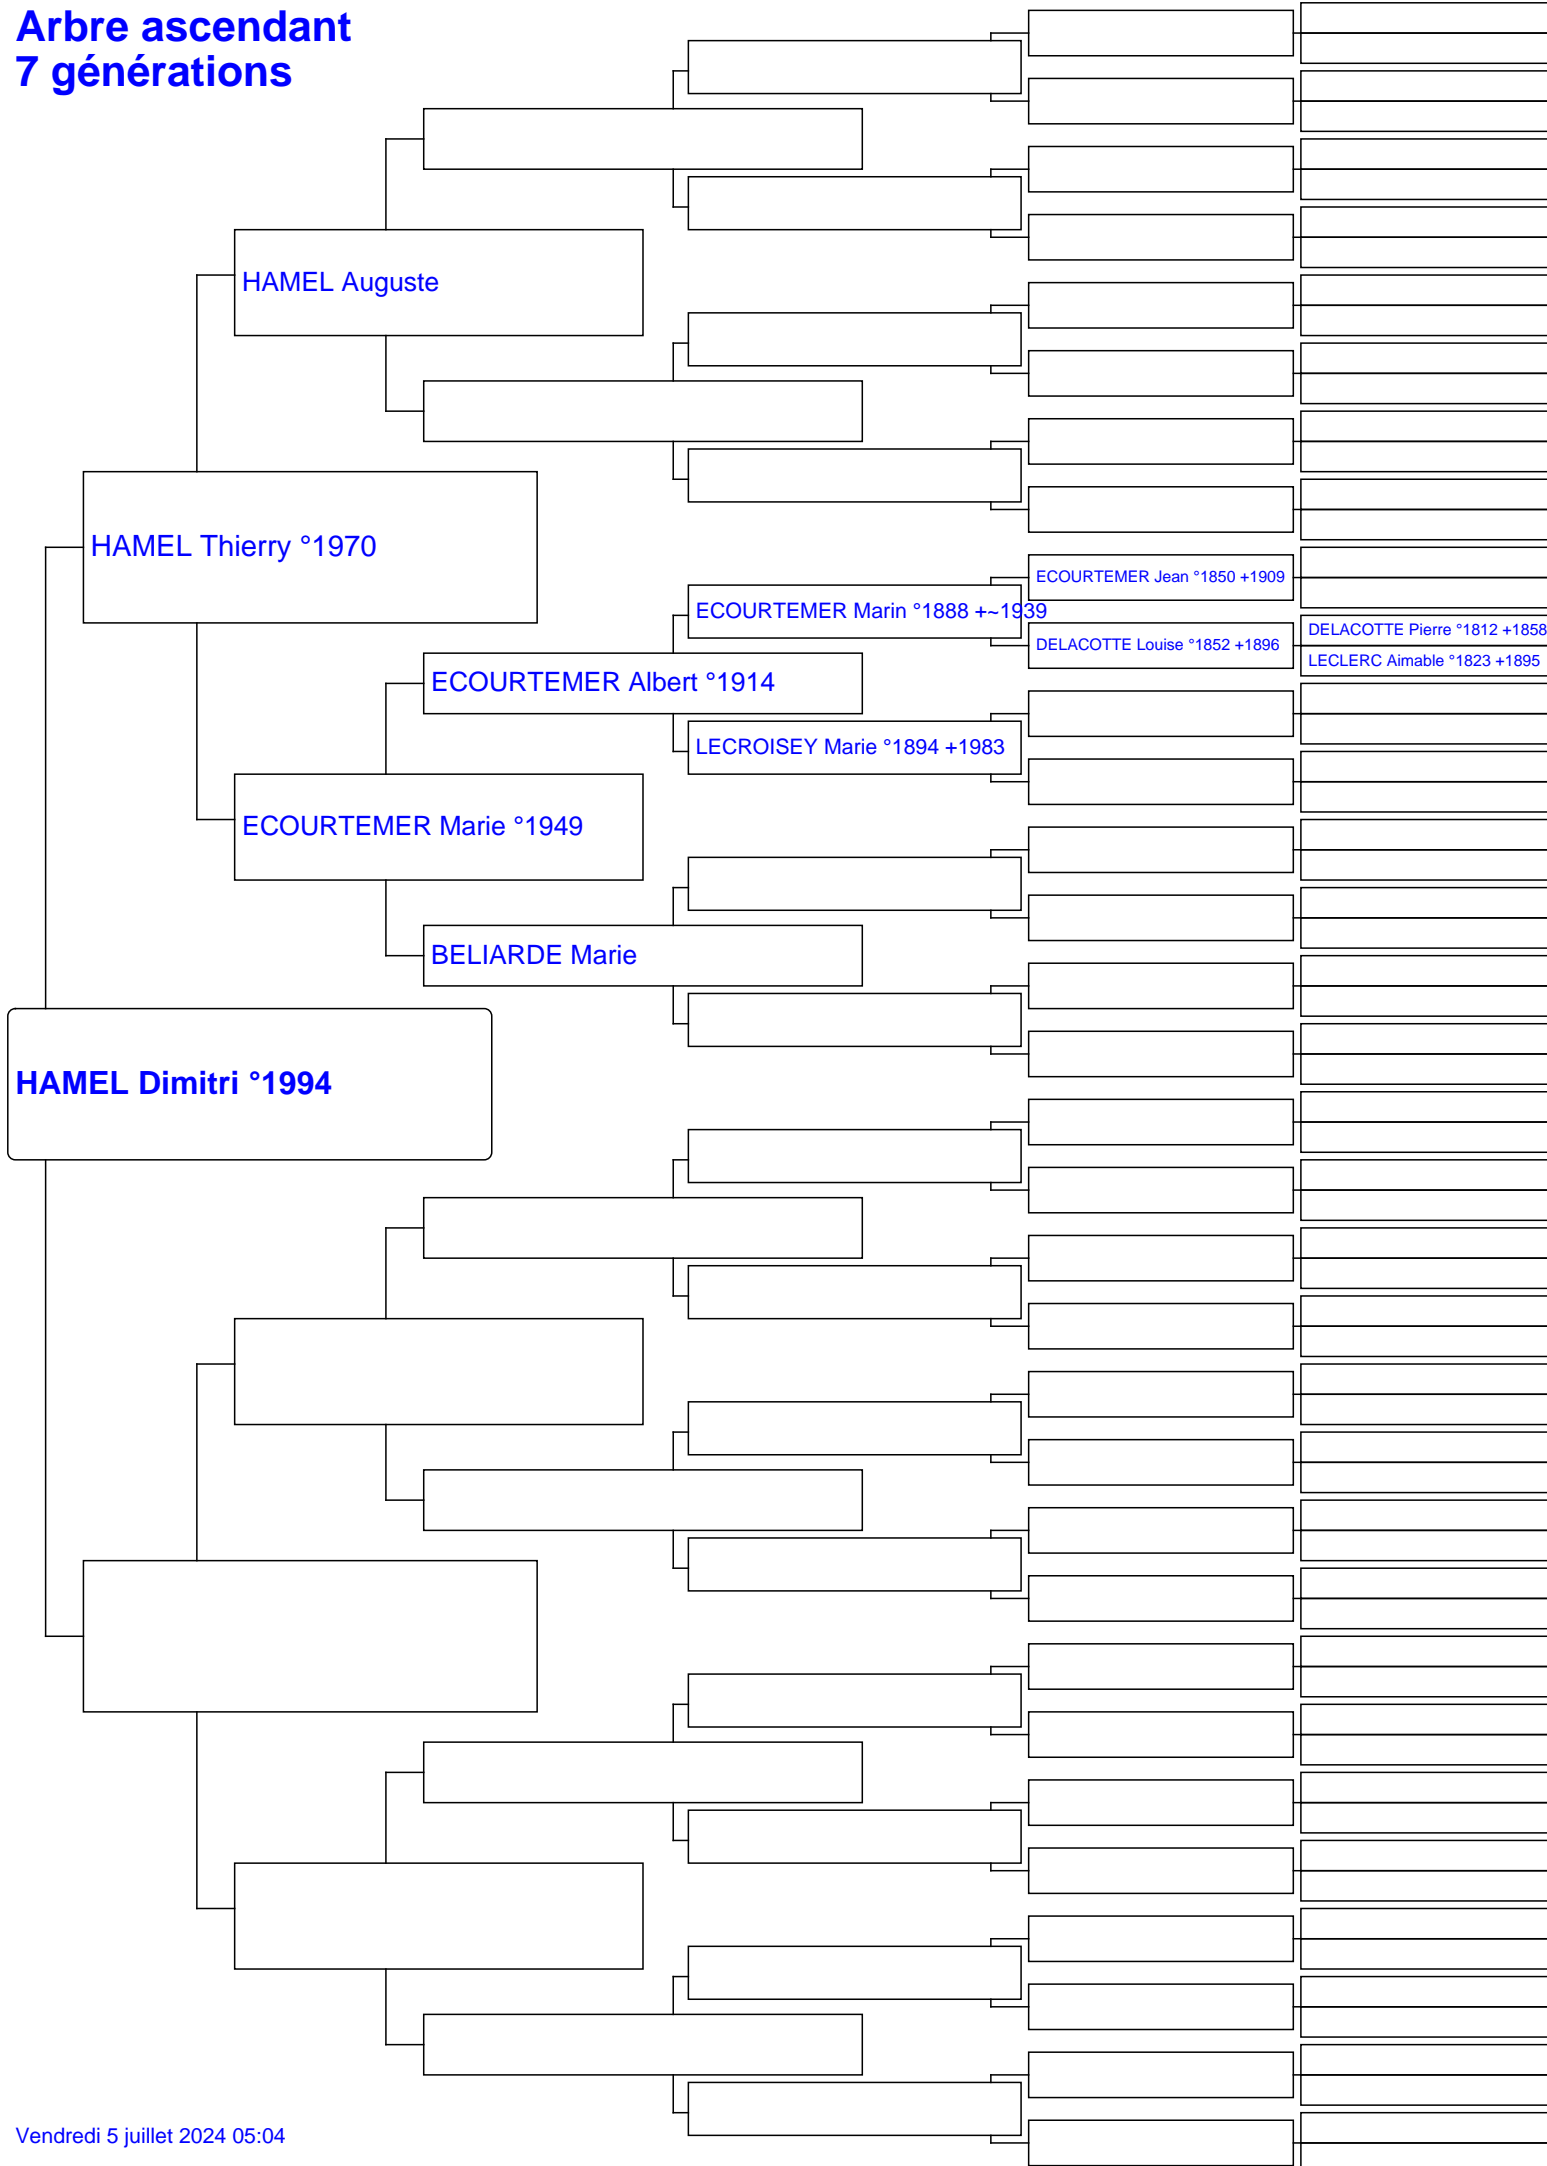 Arbre ascendant
7 générations
HAMEL Auguste
HAMEL Thierry °1970
ECOURTEMER Jean °1850 +1909
ECOURTEMER Marin °1888 +~1939
DELACOTTE Pierre °1812 +1858
DELACOTTE Louise °1852 +1896
LECLERC Aimable °1823 +1895
ECOURTEMER Albert °1914
LECROISEY Marie °1894 +1983
ECOURTEMER Marie °1949
BELIARDE Marie
HAMEL Dimitri °1994
Vendredi 5 juillet 2024 05:04